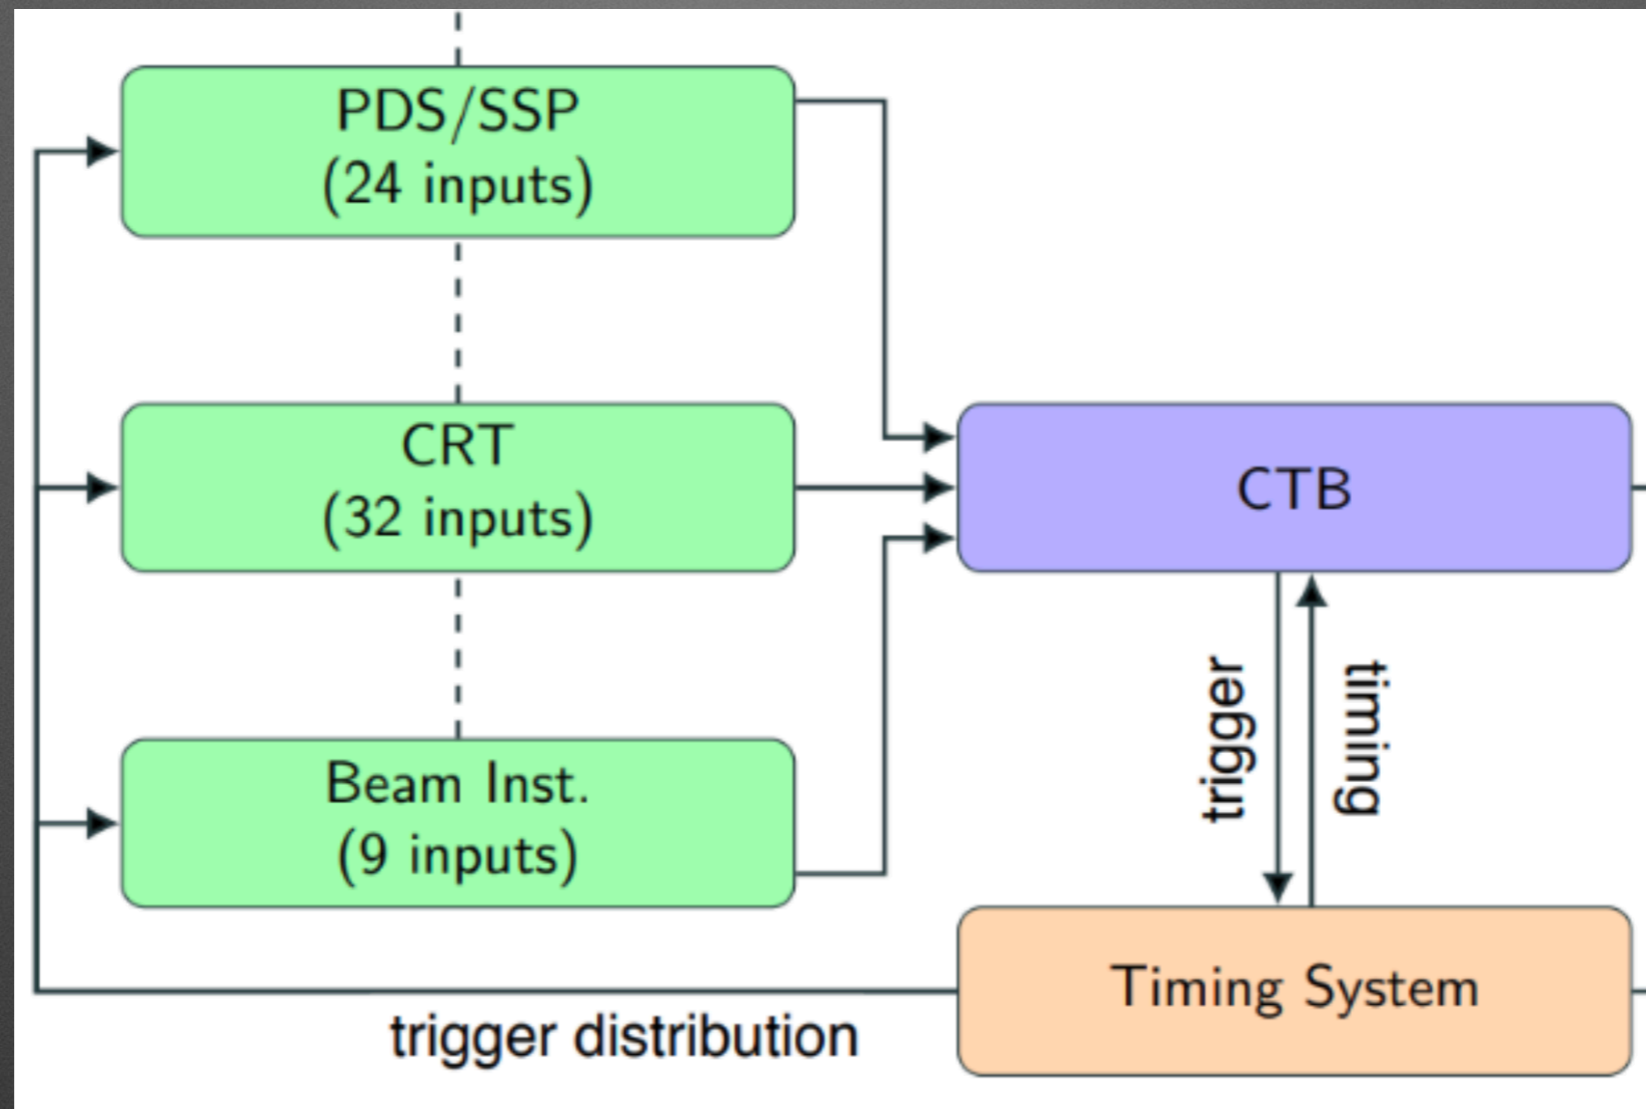 PDS/SSP
(24 inputs)
CRT
(32 inputs)
CTB
trigger
timing
Beam Inst.
(9 inputs)
Timing System
trigger distribution